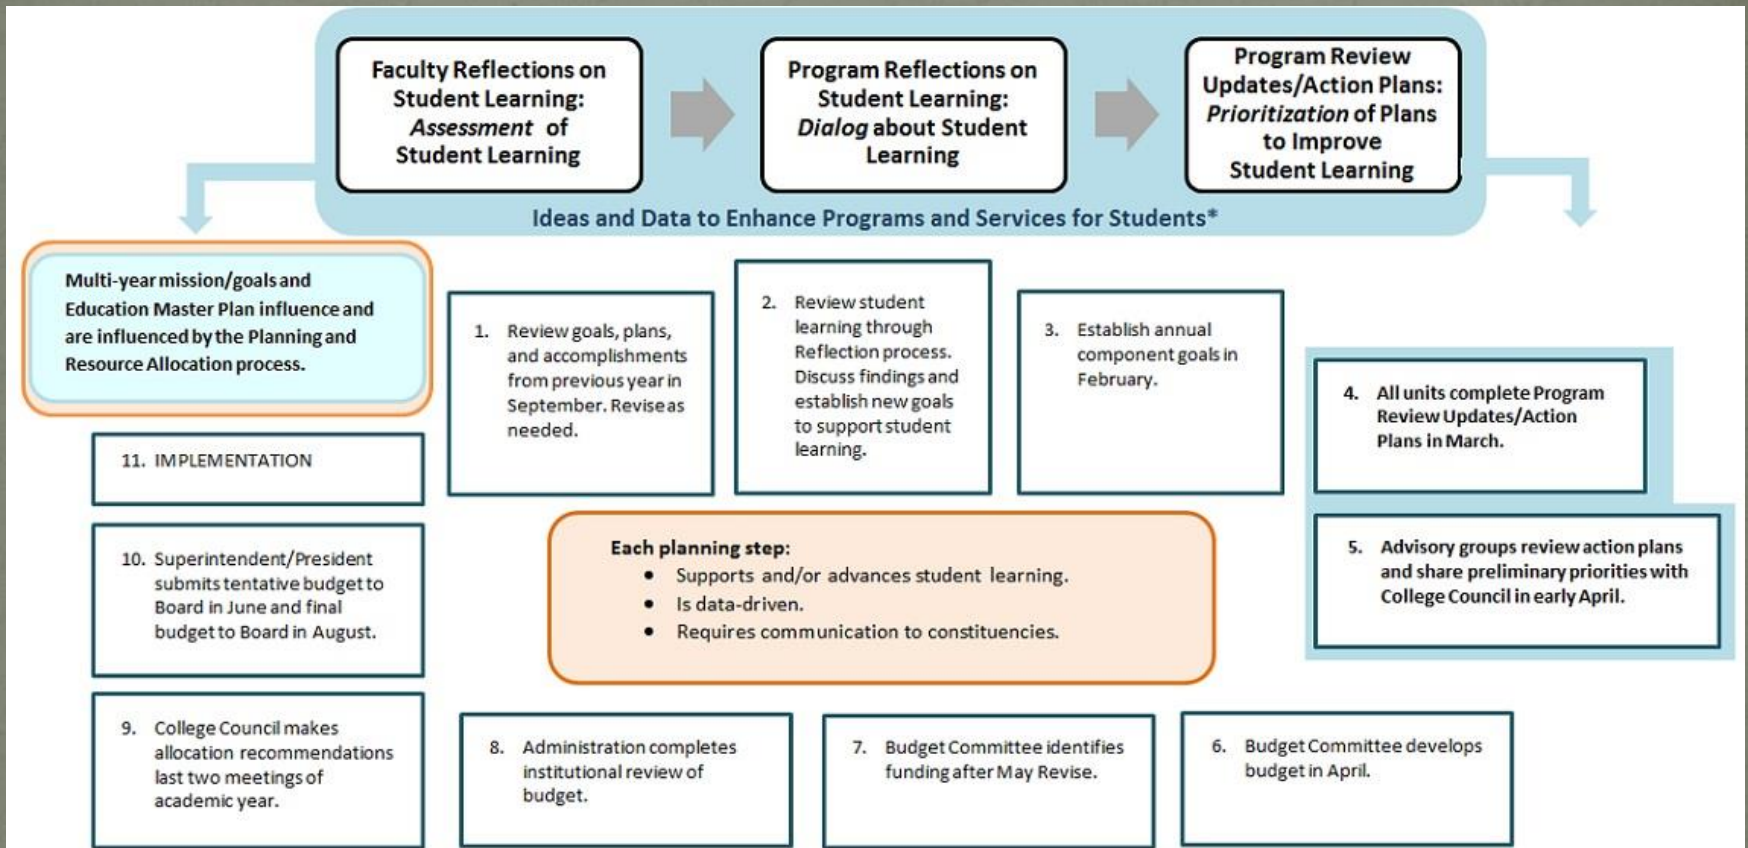 Faculty Reflections on
Student Learning:
Assessment of
Student Learning
Program Reflections on
Student Learning:
Dialog about Student
Learning
Program Review
Updates/Action Plans:
Prioritization of Plans
to Improve
Student Learning
Ideas and Data to Enhance Programs and Services for Students*
Multi-year mission/goals and
Education Master Plan influence and
are influenced by the Planning and
Resource Allocation process.
1. Review goals, plans,
and accomplishments
from previous year in
September. Revise as
needed.
2. Review student
learning through
Reflection process.
Discuss findings and
establish new goals
to support student
learning.
3. Establish annual
component goals in
February.
4. All units complete Program
Review Updates/Action
Plans in March.
5. Advisory groups review action plans
and share preliminary priorities with
College Council in early April.
Each planning step:
• Supports and/or advances student learning.
• Is data-driven.
• Requires communication to constituencies.
11. IMPLEMENTATION
10. Superintendent/President
submits tentative budget to
Board in June and final
budget to Board in August.
9. College Council makes
allocation recommendations
last two meetings of
academic year.
8. Administration completes
institutional review of
budget.
7. Budget Committee identifies
funding after May Revise.
6. Budget Committee develops
budget in April.